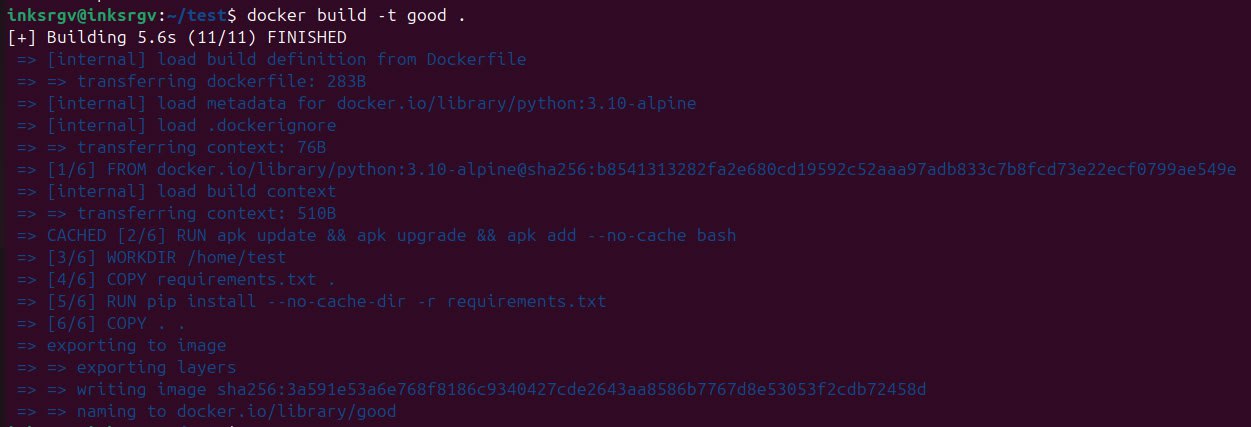 inksrgv@inksrgv:~/test$ docker build -t good .
[+] Building 5.6s (11/11) FINISHED
=> [internal] load build definition from Dockerfile
=> => transferring dockerfile: 283B
=> [internal] load metadata for docker.io/library/python:3.10-alpine
=> [internal] load .dockerignore
=> => transferring context: 76B
=> [1/6] FROM docker.io/library/python:3.10-alpine@sha256:b8541313282fa2e680cd19592c52aaa97adb833c7b8fcd73e22ecf0799ae549e
=> [internal] load build context
=> => transferring context: 510B
=> CACHED [2/6] RUN apk update && apk upgrade && apk add --no-cache bash
=> [3/6] WORKDIR /home/test
=> [4/6] COPY requirements.txt .
=> [5/6] RUN pip install --no-cache-dir -r requirements.txt
=> [6/6] COPY . .
=> exporting to image
=> => exporting layers
=> => writing image sha256:3a591e53a6e768f8186c9340427cde2643aa8586b7767d8e53053f2cdb72458d
=> => naming to docker.io/library/good